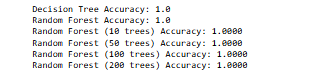 Decision Tree Accuracy: 1.0
Random Forest Accuracy: 1.0
Random Forest (10 trees) Accuracy: 1.0000
Random Forest (50 trees) Accuracy: 1.0000
Random Forest (100 trees) Accuracy: 1.0000
Random Forest (200 trees) Accuracy: 1.0000